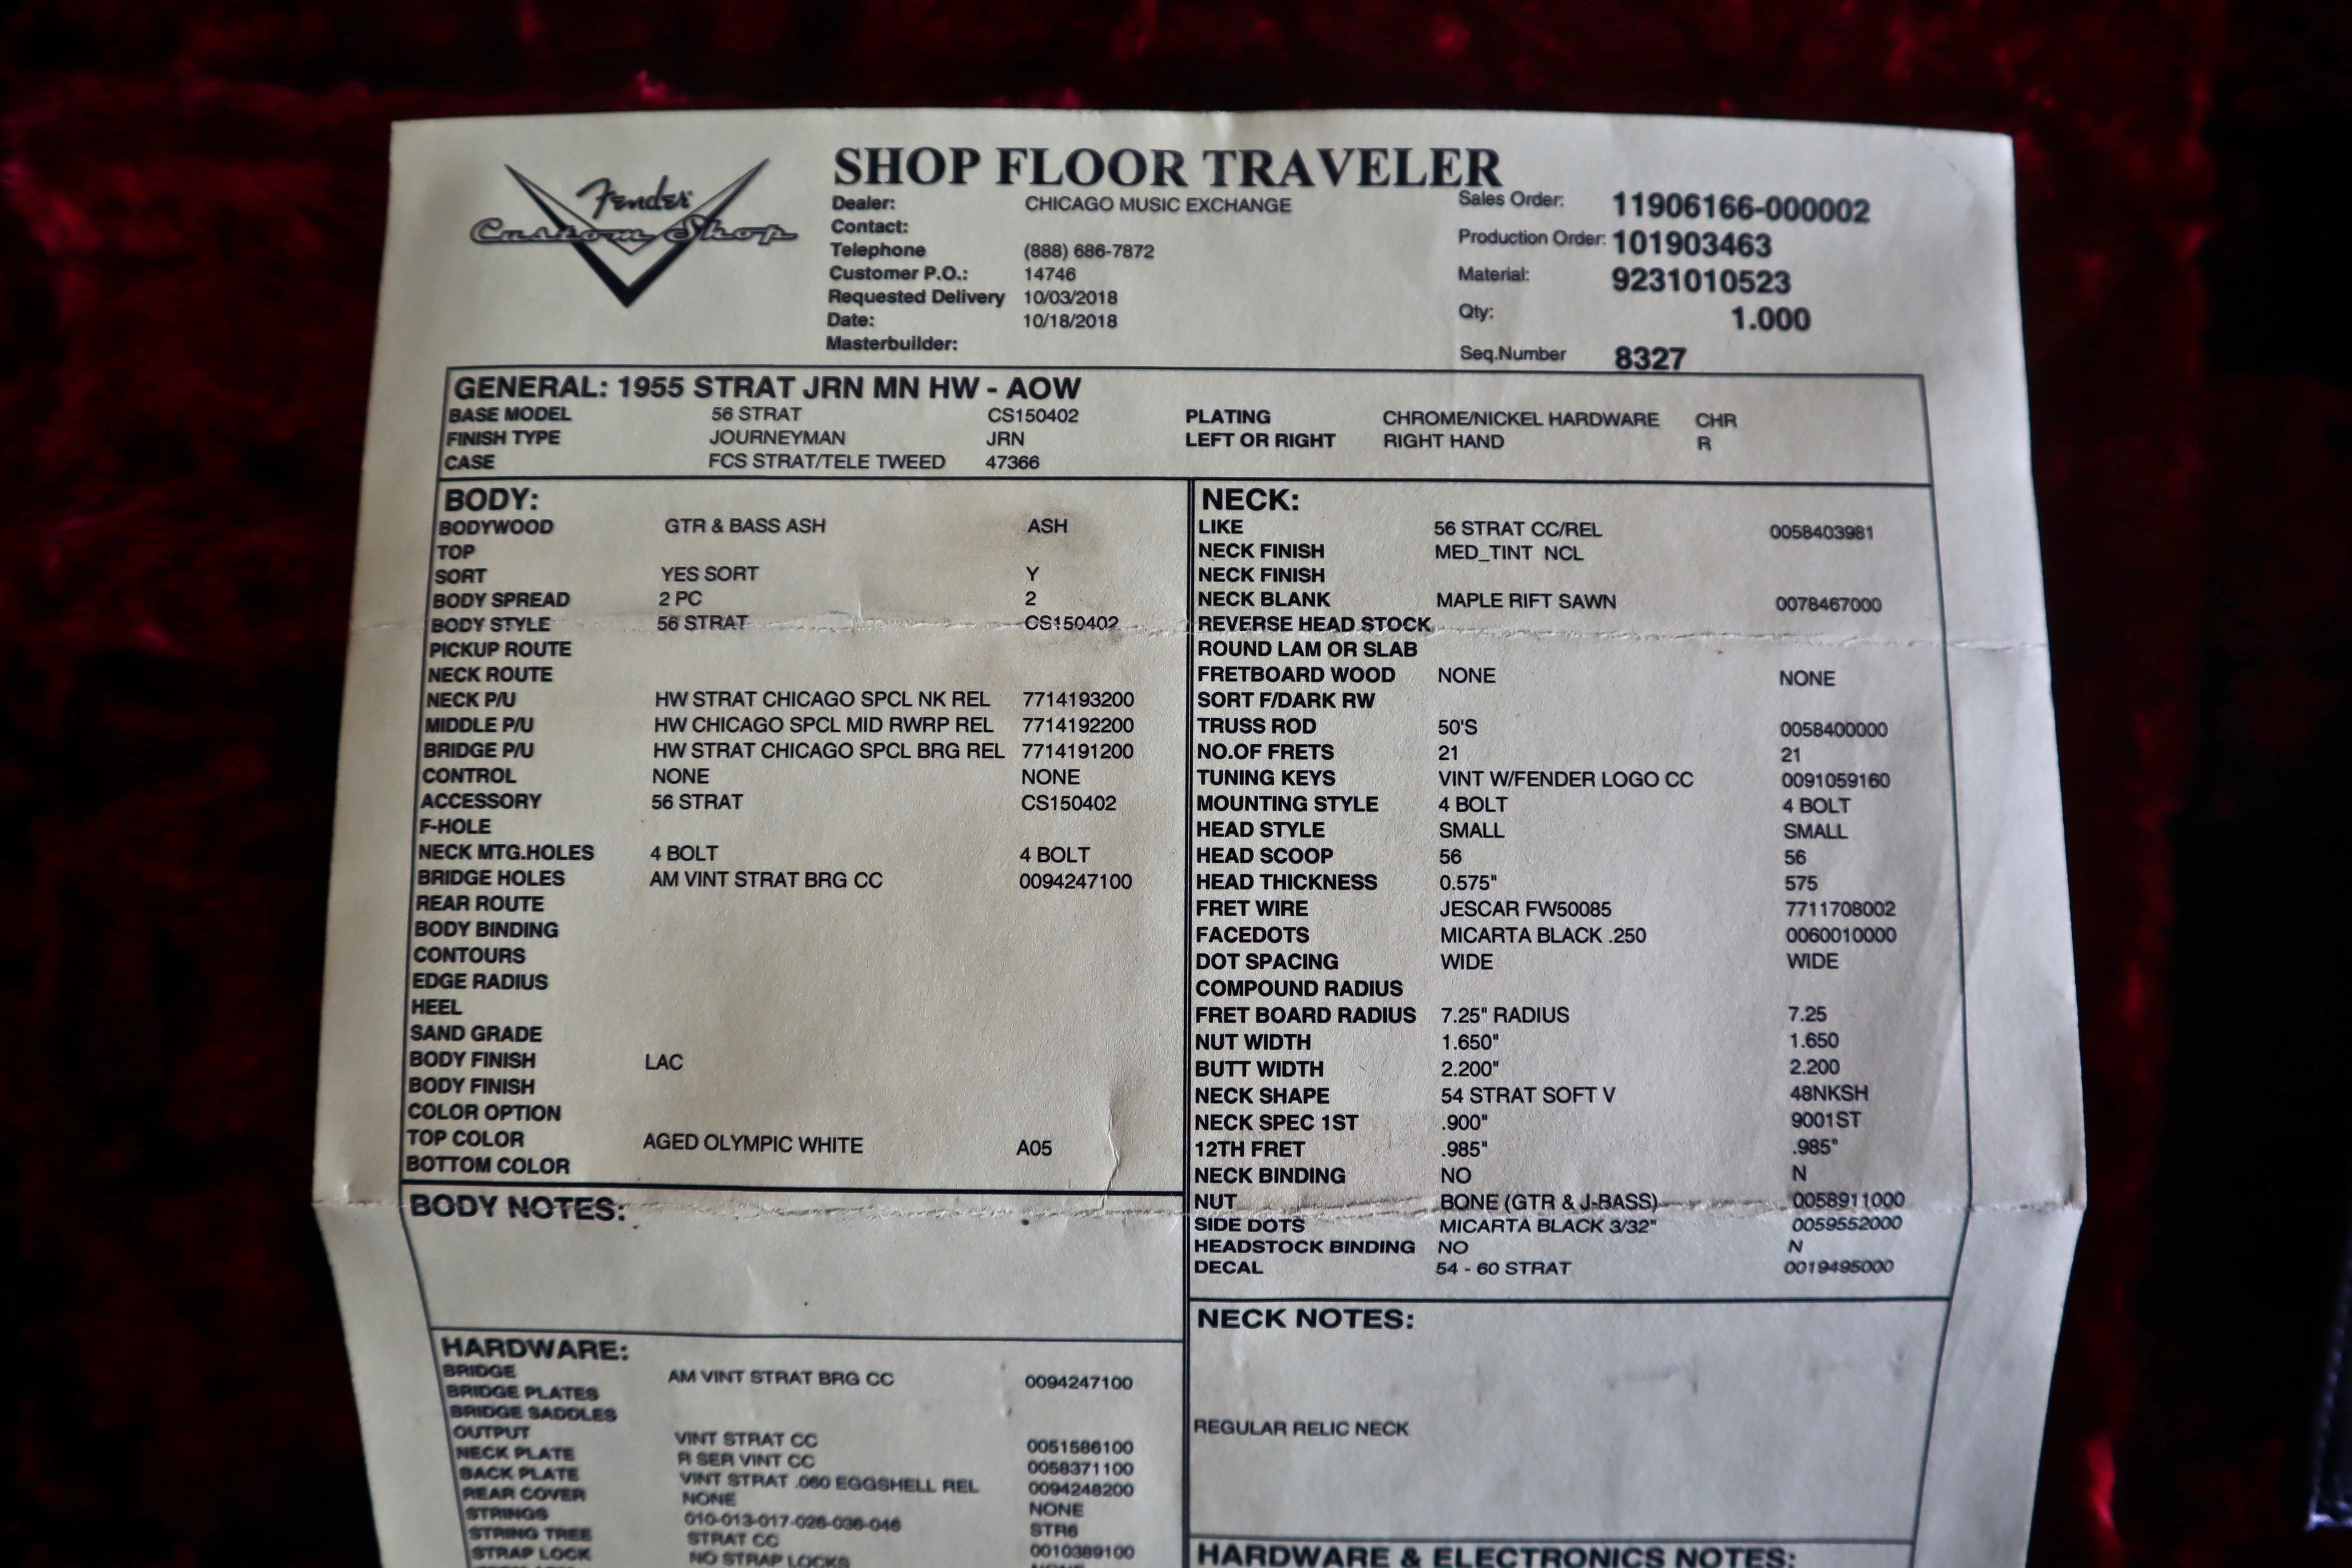 Fender
Custom Shop
SHOP FLOOR TRAVELER
Dealer: CHICAGO MUSIC EXCHANGE
Contact:
Telephone (888) 686-7872
Customer P.O.: 14746
Requested Delivery 10/03/2018
Date: 10/18/2018
Masterbuilder:
Sales Order: 11906166-000002
Production Order: 101903463
Material: 9231010523
Qty: 1.000
Seq.Number 8327
GENERAL: 1955 STRAT JRN MN HW - AOW
BASE MODEL 56 STRAT CS150402
FINISH TYPE JOURNEYMAN JRN
CASE FCS STRAT/TELE TWEED 47366
PLATING CHROME/NICKEL HARDWARE CHR
LEFT OR RIGHT RIGHT HAND R
BODY:
BODYWOOD GTR & BASS ASH ASH
TOP
SORT YES SORT Y
BODY SPREAD 2 PC 2
BODY STYLE 56 STRAT CS150402
PICKUP ROUTE
NECK ROUTE
NECK P/U HW STRAT CHICAGO SPCL NK REL 7714193200
MIDDLE P/U HW CHICAGO SPCL MID RWRP REL 7714192200
BRIDGE P/U HW STRAT CHICAGO SPCL BRG REL 7714191200
CONTROL NONE NONE
ACCESSORY 56 STRAT CS150402
F-HOLE
NECK MTG.HOLES 4 BOLT 4 BOLT
BRIDGE HOLES AM VINT STRAT BRG CC 0094247100
REAR ROUTE
BODY BINDING
CONTOURS
EDGE RADIUS
HEEL
SAND GRADE
BODY FINISH LAC
BODY FINISH
COLOR OPTION
TOP COLOR AGED OLYMPIC WHITE A05
BOTTOM COLOR
BODY NOTES:
HARDWARE:
BRIDGE AM VINT STRAT BRG CC 0094247100
BRIDGE PLATES
BRIDGE SADDLES
OUTPUT VINT STRAT CC 0051586100
NECK PLATE R SER VINT CC 0058371100
BACK PLATE VINT STRAT .060 EGGSHELL REL 0094248200
REAR COVER NONE NONE
STRINGS 010-013-017-026-036-046 STR6
STRING TREE STRAT CC 0010389100
STRAP LOCK NO STRAP LOCKS NONE
NECK:
LIKE 56 STRAT CC/REL 0058403981
NECK FINISH MED_TINT NCL
NECK FINISH
NECK BLANK MAPLE RIFT SAWN 0078467000
REVERSE HEAD STOCK
ROUND LAM OR SLAB
FRETBOARD WOOD NONE NONE
SORT F/DARK RW
TRUSS ROD 50'S 0058400000
NO.OF FRETS 21 21
TUNING KEYS VINT W/FENDER LOGO CC 0091059160
MOUNTING STYLE 4 BOLT 4 BOLT
HEAD STYLE SMALL SMALL
HEAD SCOOP 56 56
HEAD THICKNESS 0.575" 575
FRET WIRE JESCAR FW50085 7711708002
FACEDOTS MICARTA BLACK .250 0060010000
DOT SPACING WIDE WIDE
COMPOUND RADIUS
FRET BOARD RADIUS 7.25" RADIUS 7.25
NUT WIDTH 1.650" 1.650
BUTT WIDTH 2.200" 2.200
NECK SHAPE 54 STRAT SOFT V 48NKSH
NECK SPEC 1ST .900" 9001ST
12TH FRET .985" .985"
NECK BINDING NO N
NUT BONE (GTR & J-BASS) 0058911000
SIDE DOTS MICARTA BLACK 3/32" 0059552000
HEADSTOCK BINDING NO N
DECAL 54 - 60 STRAT 0019495000
NECK NOTES:
REGULAR RELIC NECK
HARDWARE & ELECTRONICS NOTES: